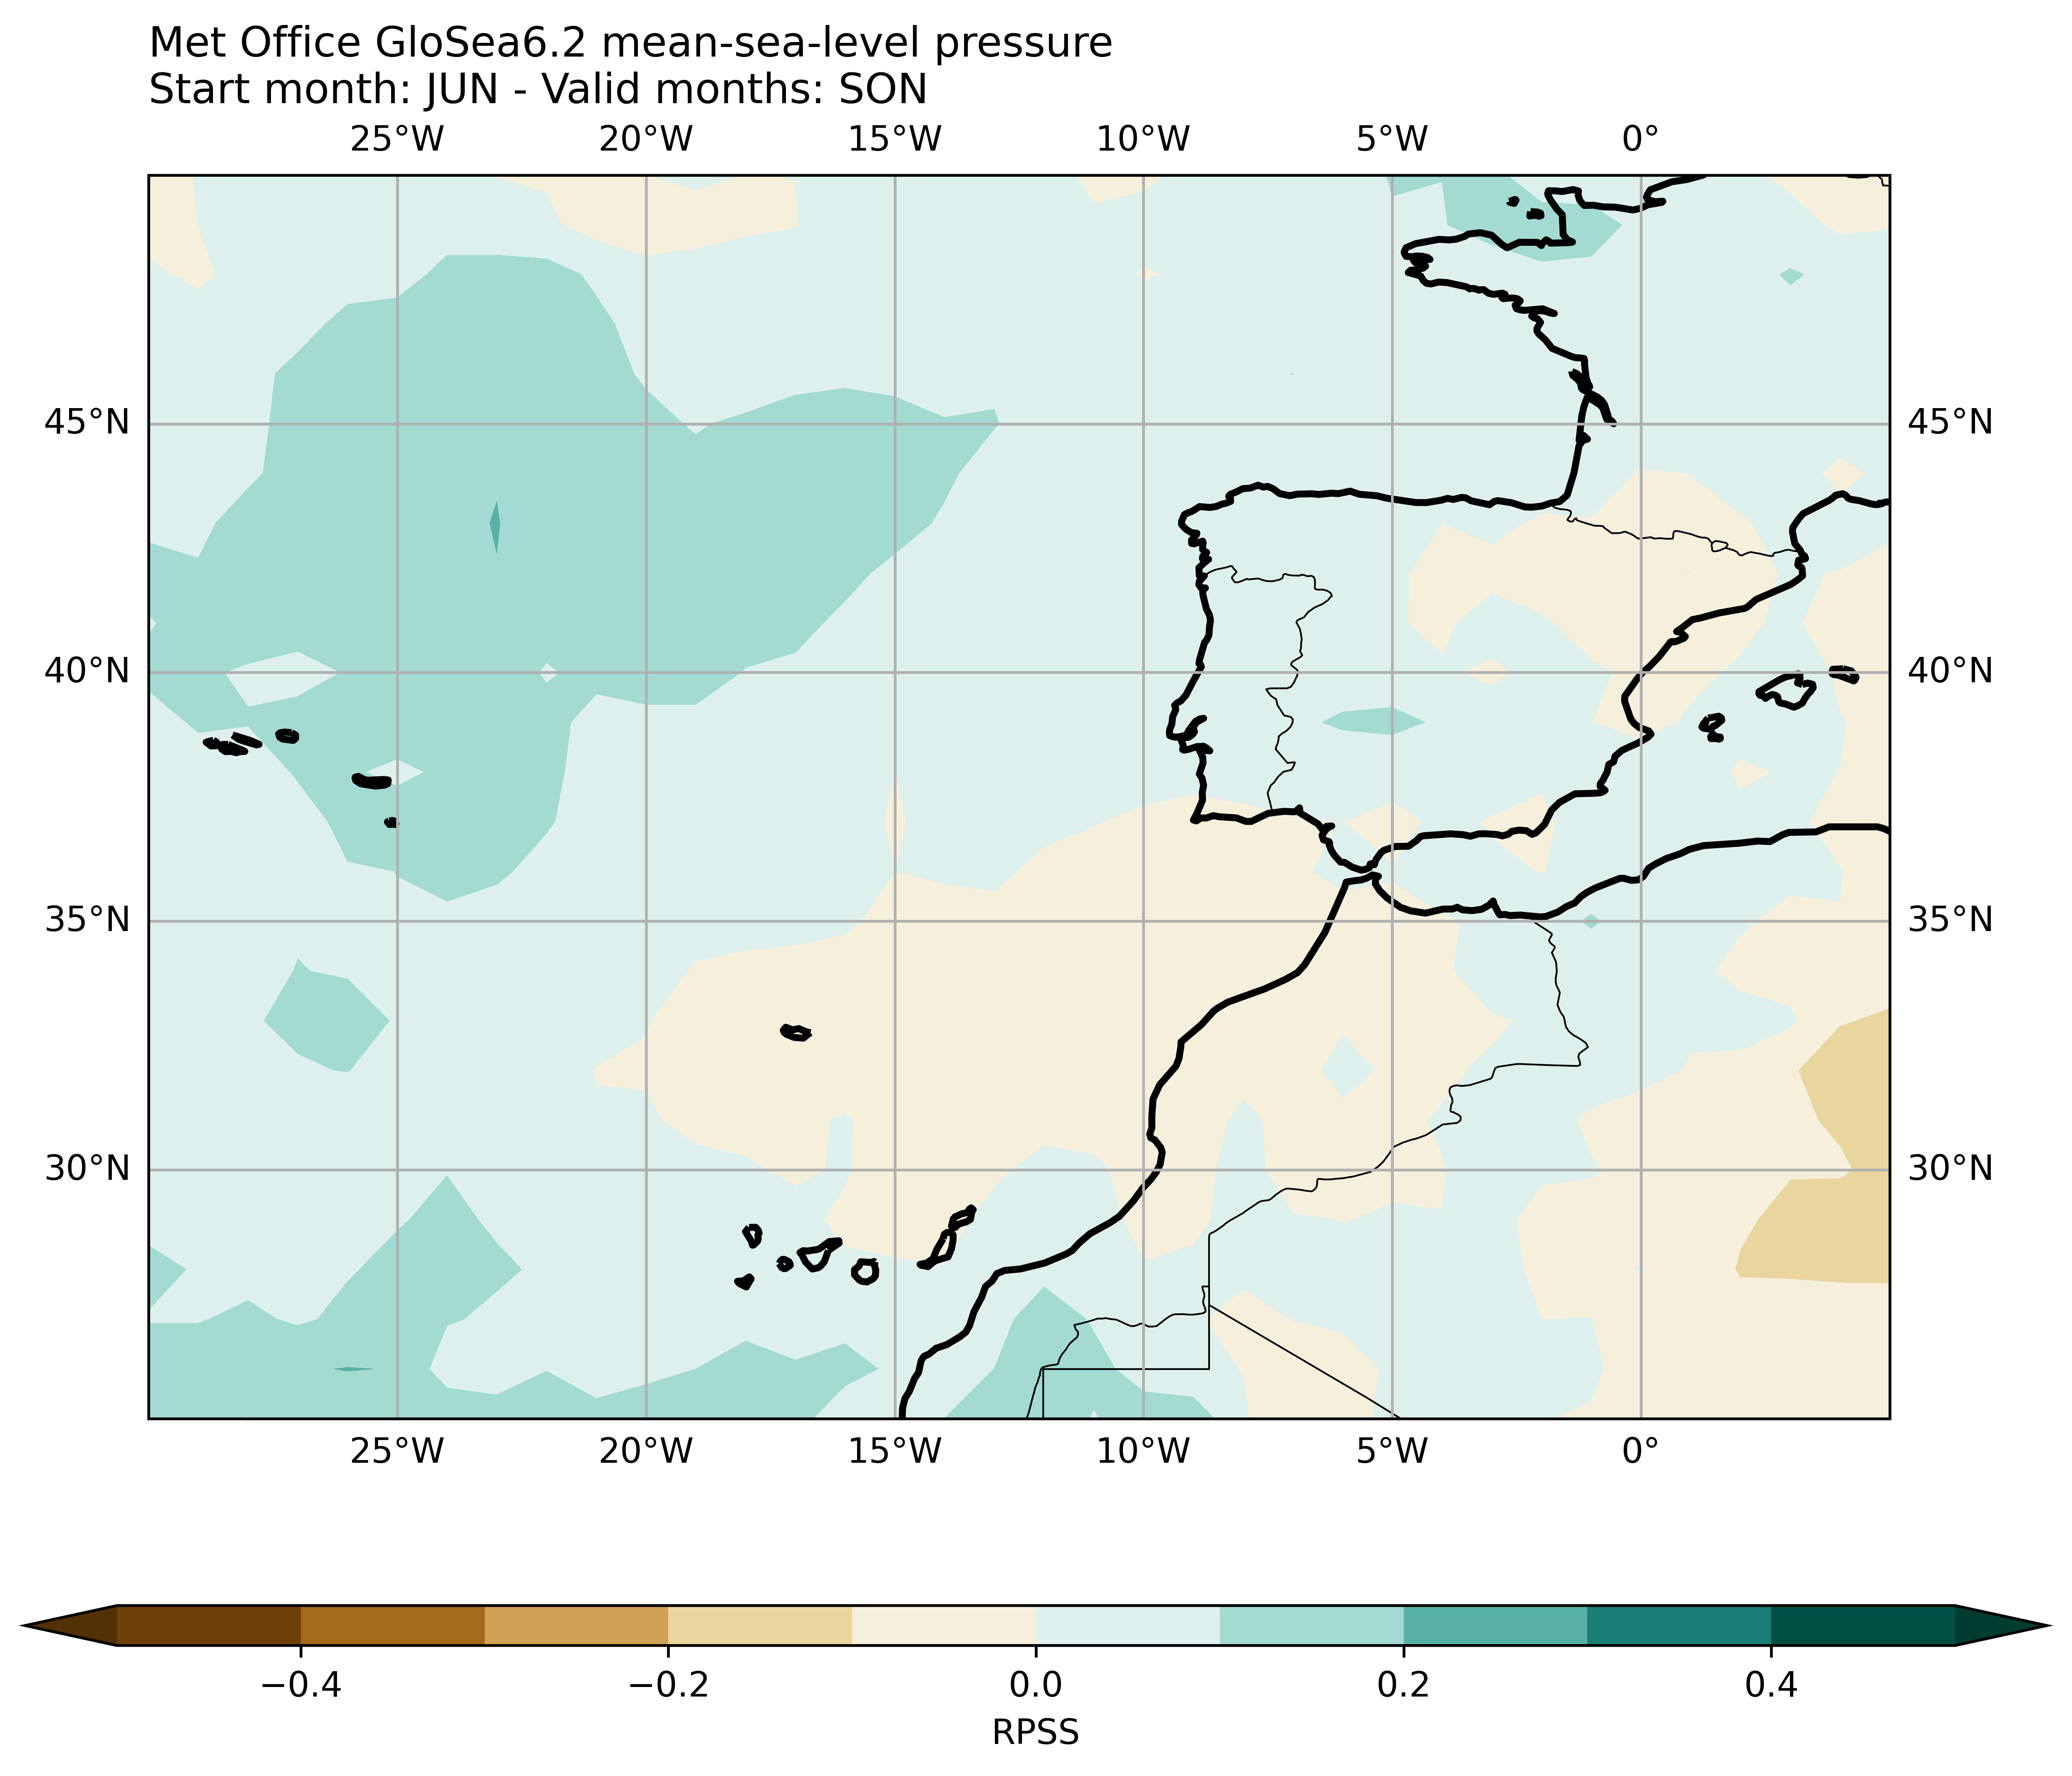 Met Office GloSea6.2 mean-sea-level pressure
Start month: JUN - Valid months: SON
25°W 20°W 15°W 10°W 5°W 0°
45°N 45°N
40°N 40°N
35°N 35°N
30°N 30°N
25°W 20°W 15°W 10°W 5°W 0°
−0.4 −0.2 0.0 0.2 0.4
RPSS